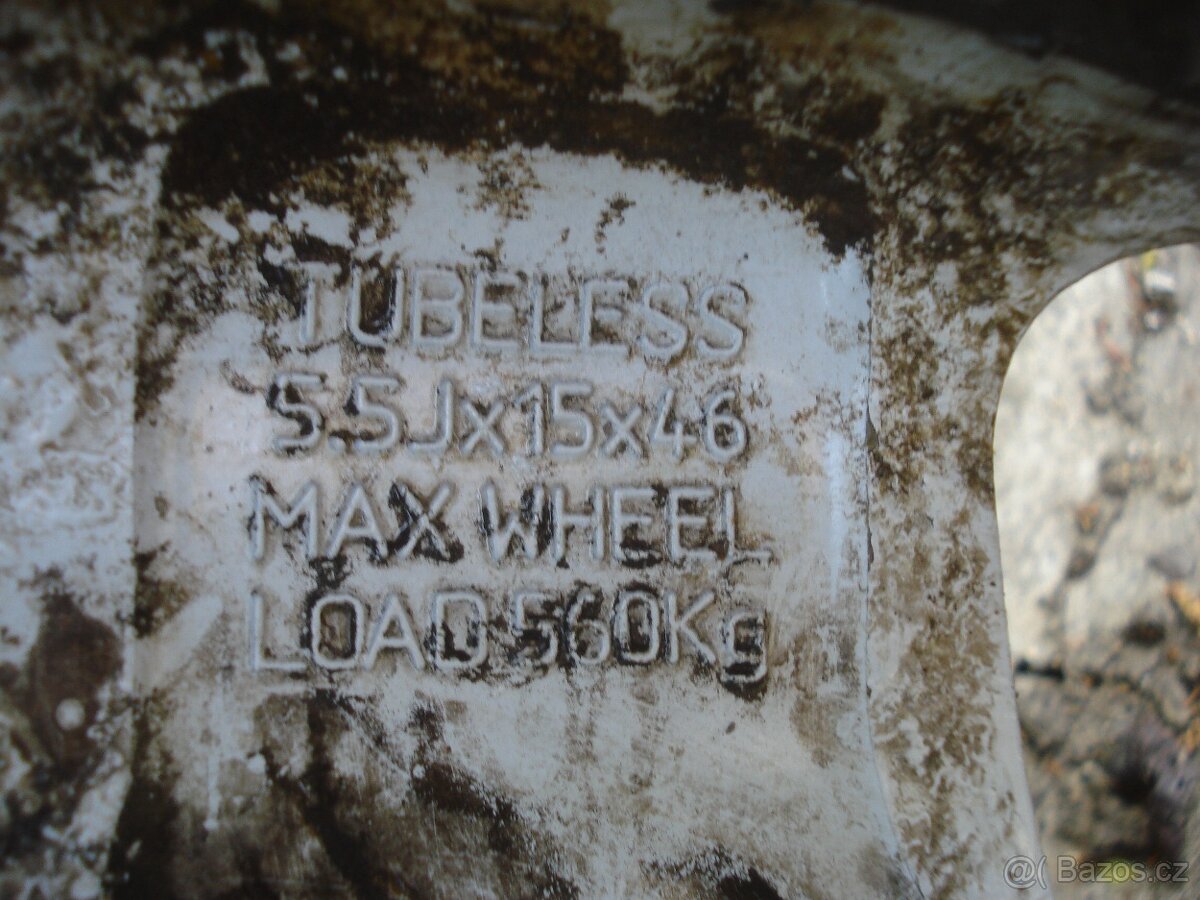 TUBELESS
5.5Jx15x46
MAX WHEEL
LOAD 560Kg
@( Bazos.cz